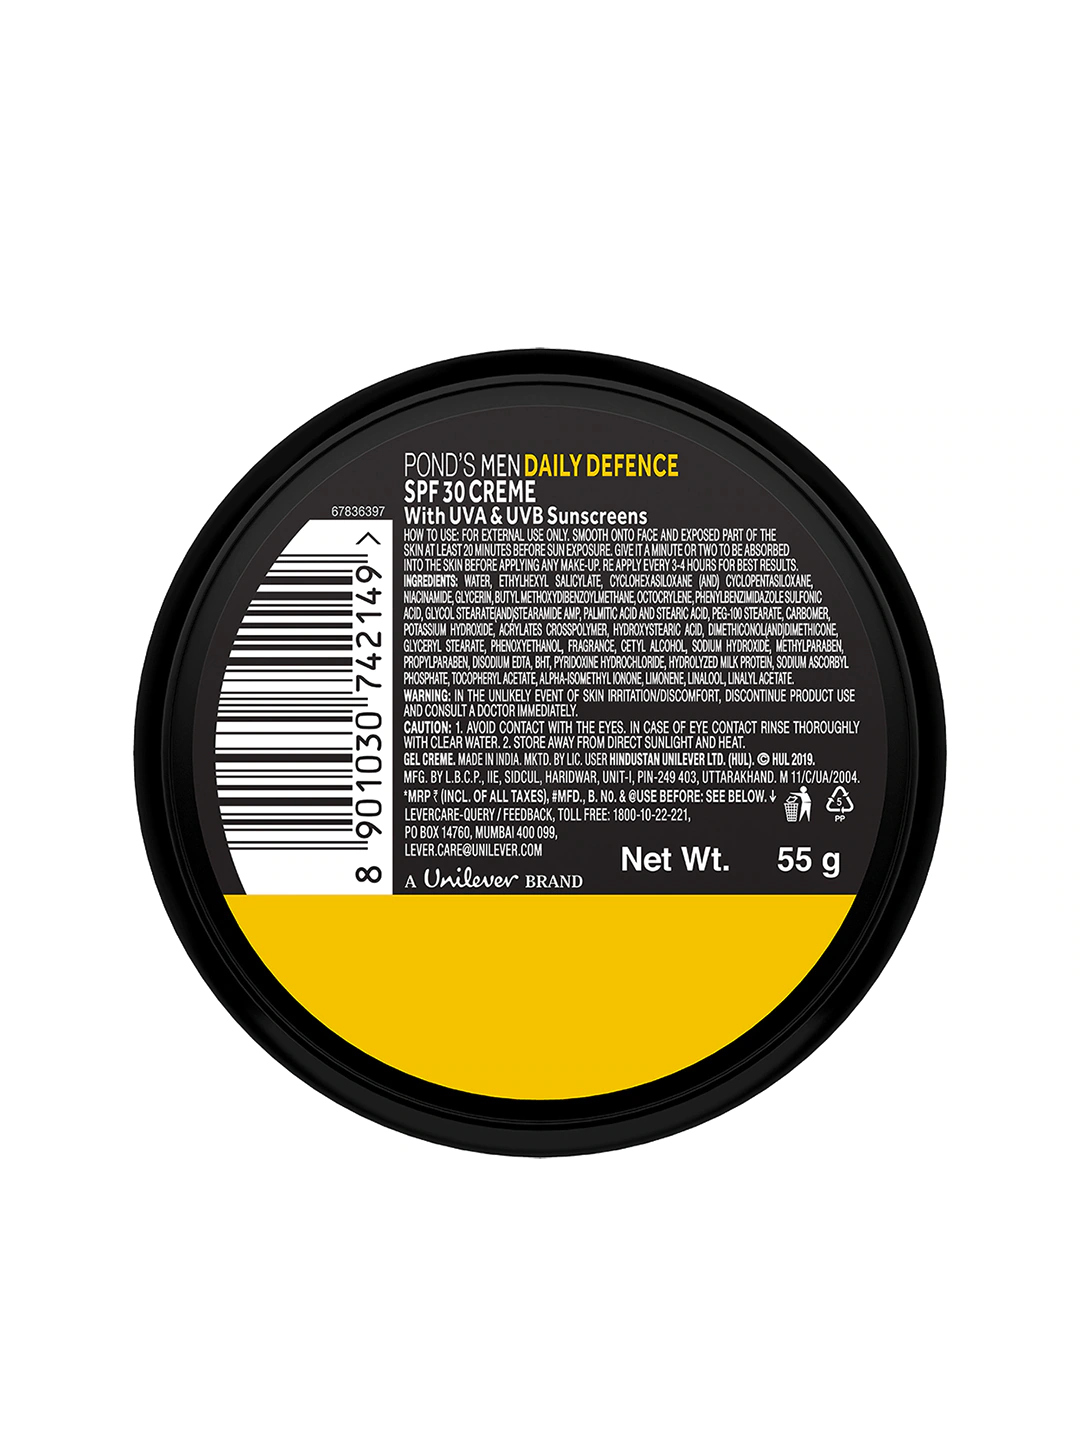 POND'S MEN DAILY DEFENCE
SPF 30 CREME
With UVA & UVB Sunscreens
67836397
HOW TO USE: FOR EXTERNAL USE ONLY. SMOOTH ONTO FACE AND EXPOSED PART OF THE
SKIN AT LEAST 20 MINUTES BEFORE SUN EXPOSURE. GIVE IT A MINUTE OR TWO TO BE ABSORBED
INTO THE SKIN BEFORE APPLYING ANY MAKE-UP. RE APPLY EVERY 3-4 HOURS FOR BEST RESULTS.
INGREDIENTS: WATER, ETHYLHEXYL SALICYLATE, CYCLOHEXASILOXANE (AND) CYCLOPENTASILOXANE,
NIACINAMIDE, GLYCERIN, BUTYL METHOXYDIBENZOYLMETHANE, OCTOCRYLENE, PHENYLBENZIMIDAZOLE SULFONIC
ACID, GLYCOL STEARATE(AND)STEARAMIDE AMP, PALMITIC ACID AND STEARIC ACID, PEG-100 STEARATE, CARBOMER,
POTASSIUM HYDROXIDE, ACRYLATES CROSSPOLYMER, HYDROXYSTEARIC ACID, DIMETHICONOL(AND)DIMETHICONE,
GLYCERYL STEARATE, PHENOXYETHANOL, FRAGRANCE, CETYL ALCOHOL, SODIUM HYDROXIDE, METHYLPARABEN,
PROPYLPARABEN, DISODIUM EDTA, BHT, PYRIDOXINE HYDROCHLORIDE, HYDROLYZED MILK PROTEIN, SODIUM ASCORBYL
PHOSPHATE, TOCOPHERYL ACETATE, ALPHA-ISOMETHYL IONONE, LIMONENE, LINALOOL, LINALYL ACETATE.
WARNING: IN THE UNLIKELY EVENT OF SKIN IRRITATION/DISCOMFORT, DISCONTINUE PRODUCT USE
AND CONSULT A DOCTOR IMMEDIATELY.
CAUTION: 1. AVOID CONTACT WITH THE EYES. IN CASE OF EYE CONTACT RINSE THOROUGHLY
WITH CLEAR WATER. 2. STORE AWAY FROM DIRECT SUNLIGHT AND HEAT.
GEL CREME. MADE IN INDIA. MKTD. BY LIC. USER HINDUSTAN UNILEVER LTD. (HUL). © HUL 2019.
MFG. BY L.B.C.P., IIE, SIDCUL, HARIDWAR, UNIT-I, PIN-249 403, UTTARAKHAND. M 11/C/UA/2004.
*MRP ₹ (INCL. OF ALL TAXES), #MFD., B. NO. & @USE BEFORE: SEE BELOW. ↓
LEVERCARE-QUERY / FEEDBACK, TOLL FREE: 1800-10-22-221,
PO BOX 14760, MUMBAI 400 099,
LEVER.CARE@UNILEVER.COM
A Unilever BRAND
5
PP
Net Wt. 55 g
8 901030 742149 >